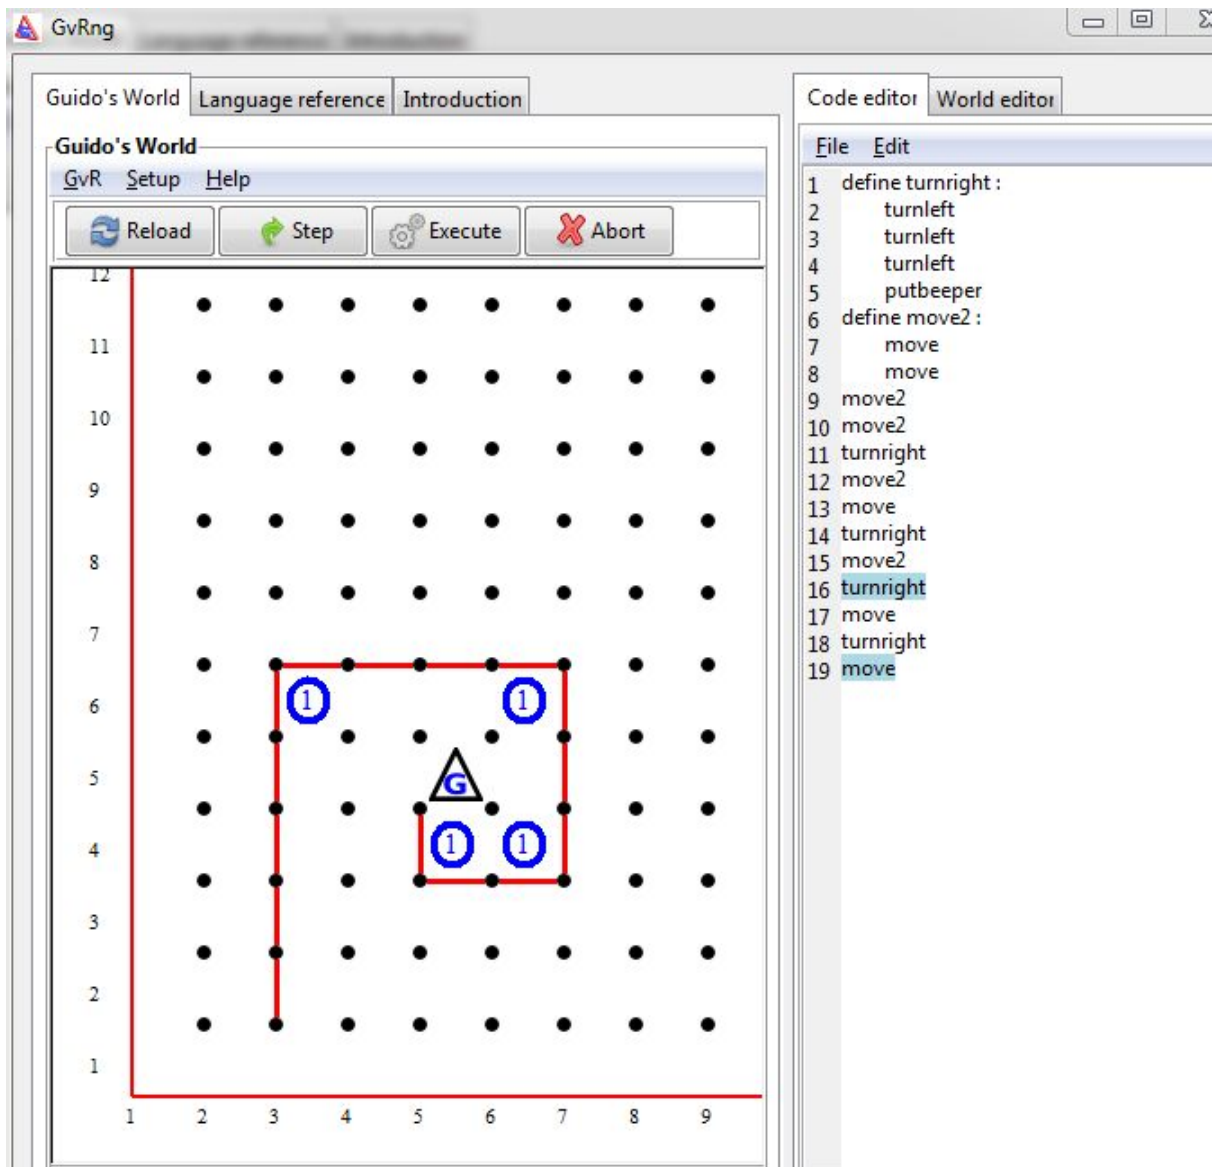 GvRng
Guido's World Language reference Introduction
Guido's World
GvR Setup Help
Reload Step Execute Abort
12
11
10
9
8
7
6
5
4
3
2
1
1 1
G
1 1
1 2 3 4 5 6 7 8 9
Code editor World editor
File Edit
1 define turnright :
2 turnleft
3 turnleft
4 turnleft
5 putbeeper
6 define move2 :
7 move
8 move
9 move2
10 move2
11 turnright
12 move2
13 move
14 turnright
15 move2
16 turnright
17 move
18 turnright
19 move